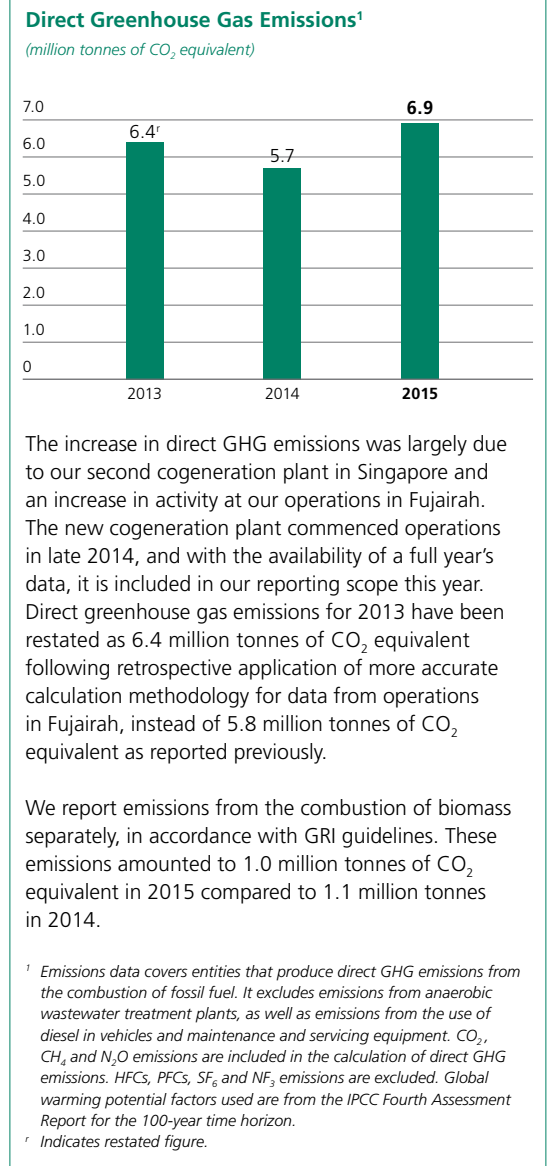 Direct Greenhouse Gas Emissions¹
(million tonnes of CO₂ equivalent)
7.0
6.9
6.4ʳ
6.0
5.7
5.0
4.0
3.0
2.0
1.0
0
2013 2014 2015
The increase in direct GHG emissions was largely due
to our second cogeneration plant in Singapore and
an increase in activity at our operations in Fujairah.
The new cogeneration plant commenced operations
in late 2014, and with the availability of a full year's
data, it is included in our reporting scope this year.
Direct greenhouse gas emissions for 2013 have been
restated as 6.4 million tonnes of CO₂ equivalent
following retrospective application of more accurate
calculation methodology for data from operations
in Fujairah, instead of 5.8 million tonnes of CO₂
equivalent as reported previously.
We report emissions from the combustion of biomass
separately, in accordance with GRI guidelines. These
emissions amounted to 1.0 million tonnes of CO₂
equivalent in 2015 compared to 1.1 million tonnes
in 2014.
¹ Emissions data covers entities that produce direct GHG emissions from
the combustion of fossil fuel. It excludes emissions from anaerobic
wastewater treatment plants, as well as emissions from the use of
diesel in vehicles and maintenance and servicing equipment. CO₂,
CH₄ and N₂O emissions are included in the calculation of direct GHG
emissions. HFCs, PFCs, SF₆ and NF₃ emissions are excluded. Global
warming potential factors used are from the IPCC Fourth Assessment
Report for the 100-year time horizon.
ʳ Indicates restated figure.